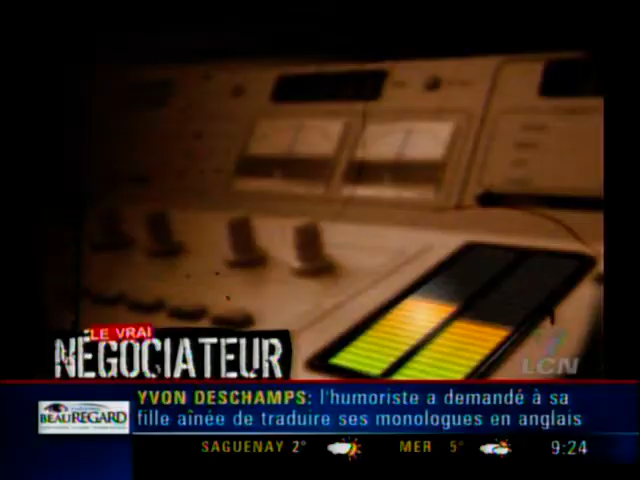 LE VRAI
NÉGOCIATEUR
LCN
BEAUREGARD
YVON DESCHAMPS: l'humoriste a demandé à sa
fille aînée de traduire ses monologues en anglais
SAGUENAY 2° MER 5° 9:24